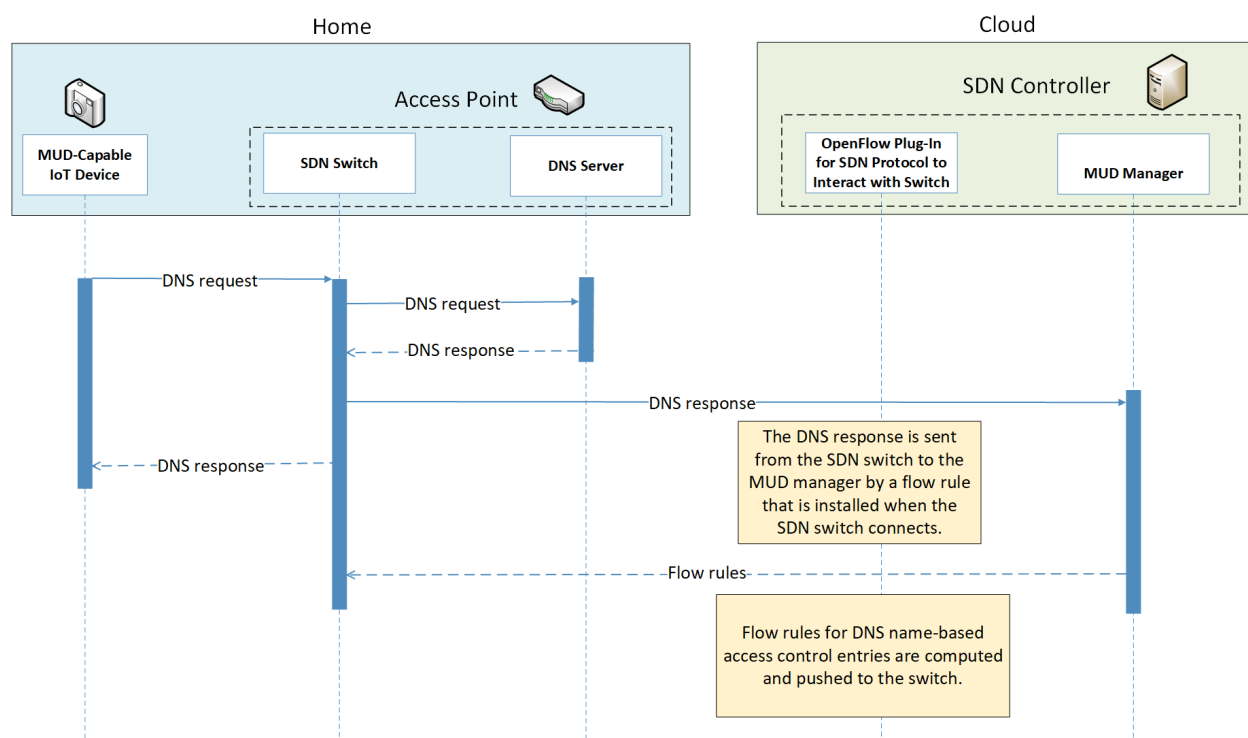 Home
Cloud
Access Point
SDN Controller
MUD-Capable
IoT Device
SDN Switch
DNS Server
OpenFlow Plug-In
for SDN Protocol to
Interact with Switch
MUD Manager
DNS request
DNS request
DNS response
DNS response
The DNS response is sent
from the SDN switch to the
MUD manager by a flow rule
that is installed when the
SDN switch connects.
DNS response
Flow rules
Flow rules for DNS name-based
access control entries are computed
and pushed to the switch.